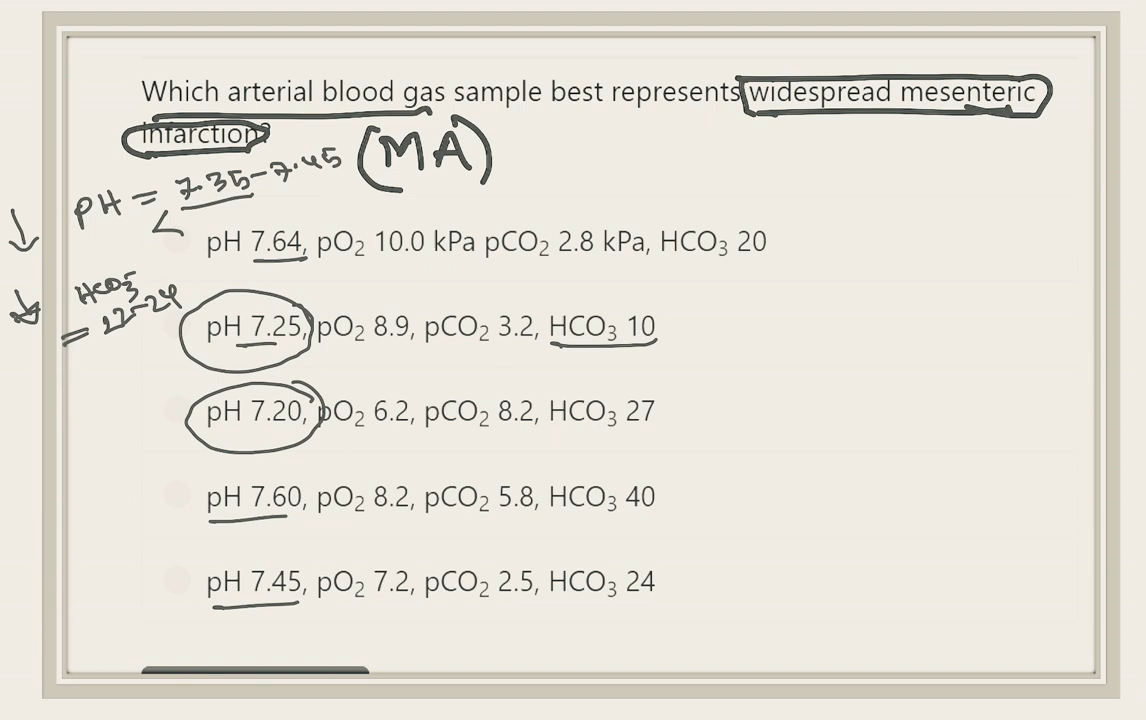 Which arterial blood gas sample best represents widespread mesenteric
infarction?
(MA)
PH = 7.35-7.45
<
pH 7.64, pO₂ 10.0 kPa pCO₂ 2.8 kPa, HCO₃ 20
HCO3
= 22-24
pH 7.25, pO₂ 8.9, pCO₂ 3.2, HCO₃ 10
pH 7.20, pO₂ 6.2, pCO₂ 8.2, HCO₃ 27
pH 7.60, pO₂ 8.2, pCO₂ 5.8, HCO₃ 40
pH 7.45, pO₂ 7.2, pCO₂ 2.5, HCO₃ 24